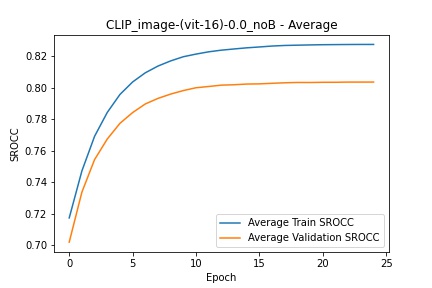 CLIP_image-(vit-16)-0.0_noB - Average
0.82
0.80
0.78
0.76
0.74
0.72
0.70
SROCC
Average Train SROCC
Average Validation SROCC
0 5 10 15 20 25
Epoch